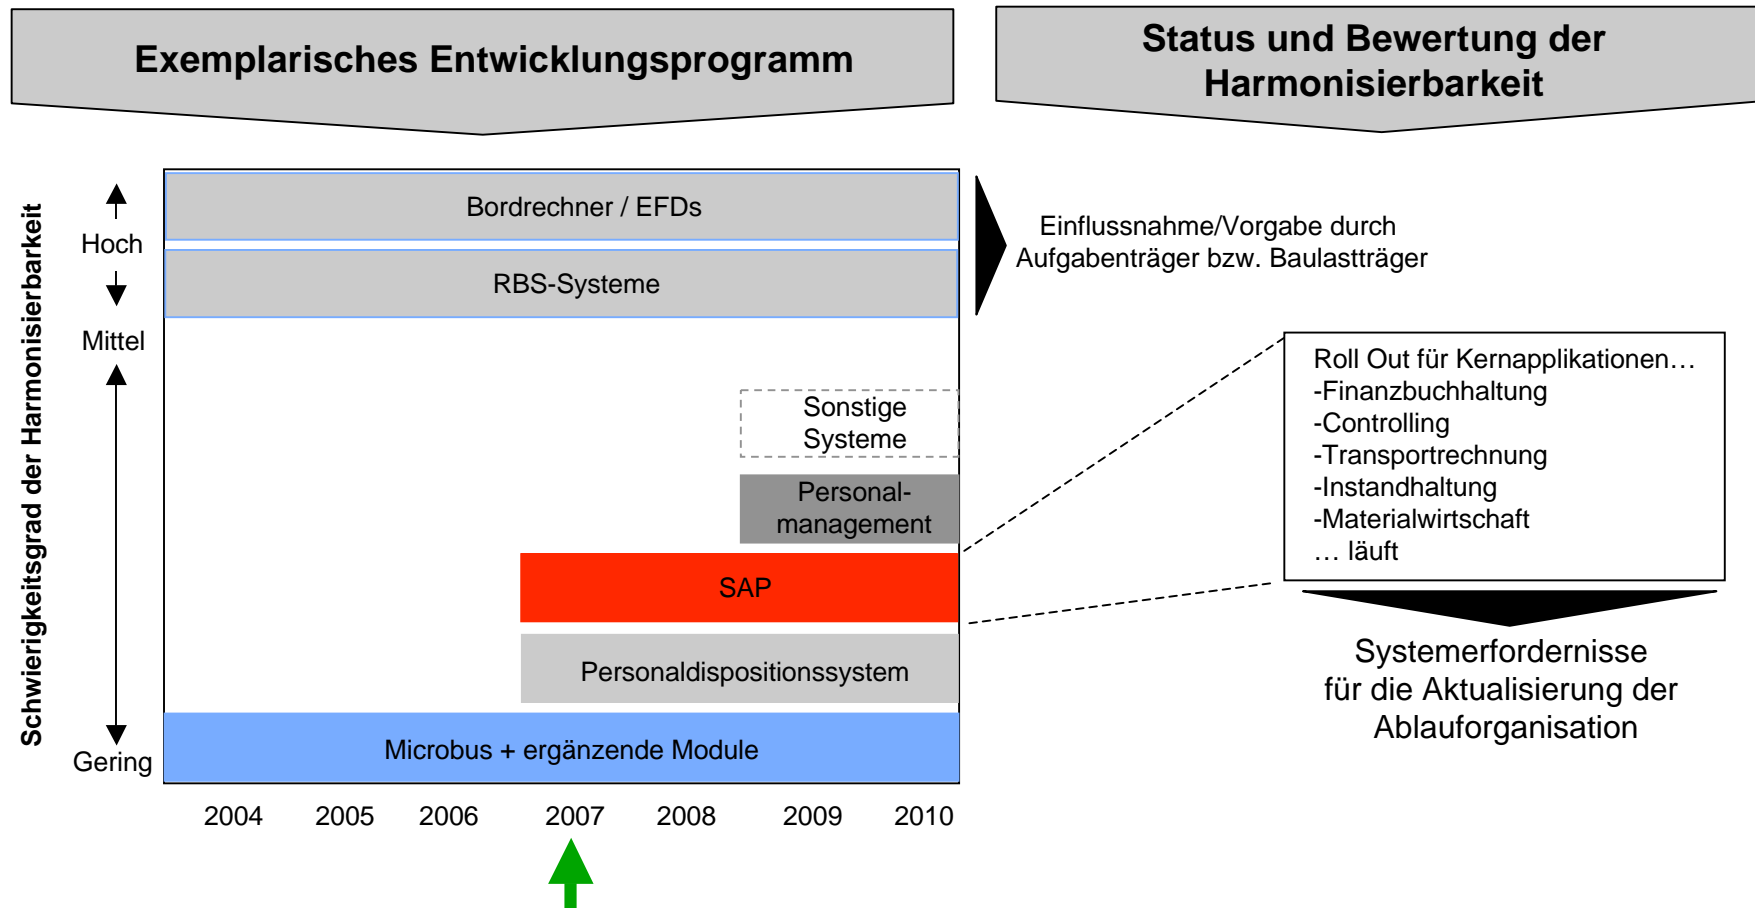 Exemplarisches Entwicklungsprogramm
Status und Bewertung der
Harmonisierbarkeit
Schwierigkeitsgrad der Harmonisierbarkeit
Hoch
Mittel
Gering
Bordrechner / EFDs
RBS-Systeme
Sonstige
Systeme
Personal-
management
SAP
Personaldispositionssystem
Microbus + ergänzende Module
2004 2005 2006 2007 2008 2009 2010
Einflussnahme/Vorgabe durch
Aufgabenträger bzw. Baulastträger
Roll Out für Kernapplikationen…
-Finanzbuchhaltung
-Controlling
-Transportrechnung
-Instandhaltung
-Materialwirtschaft
… läuft
Systemerfordernisse
für die Aktualisierung der
Ablauforganisation